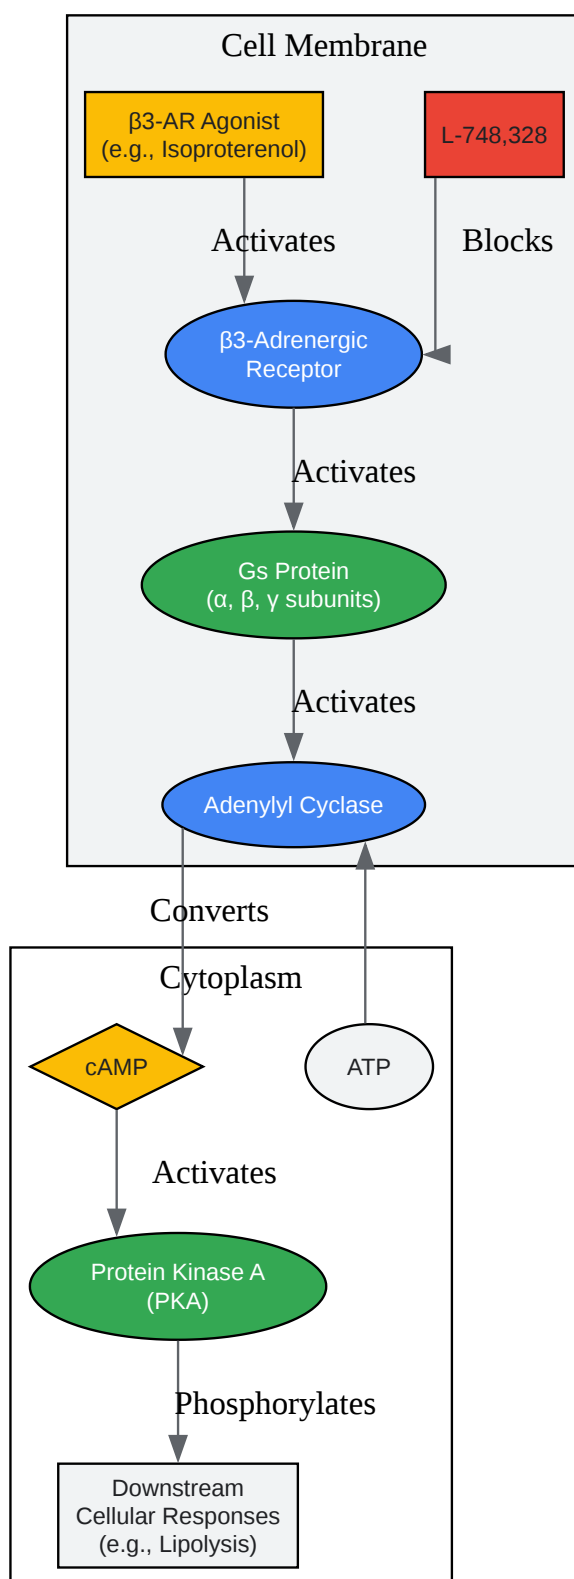 Cell Membrane
β3-AR Agonist
(e.g., Isoproterenol)
L-748,328
Activates
Blocks
β3-Adrenergic
Receptor
Activates
Gs Protein
(α, β, γ subunits)
Activates
Adenylyl Cyclase
Converts
Cytoplasm
cAMP
ATP
Activates
Protein Kinase A
(PKA)
Phosphorylates
Downstream
Cellular Responses
(e.g., Lipolysis)